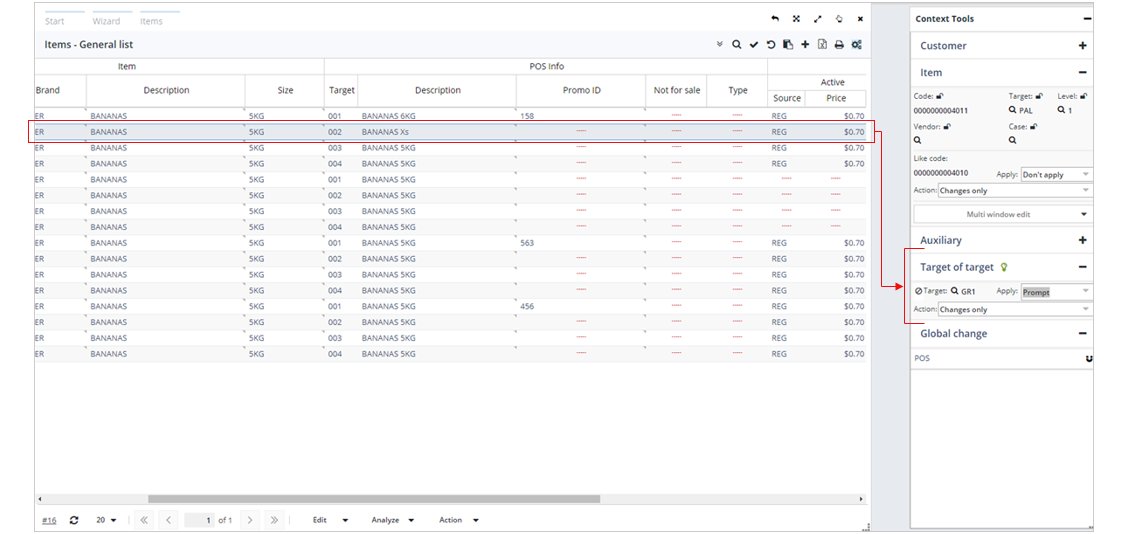 Start Wizard Items
Items - General list
Item POS Info
Brand Description Size Target Description Promo ID Not for sale Type Active
Source Price
ER BANANAS 5KG 001 BANANAS 6KG 158 --- --- REG $0.70
ER BANANAS 5KG 002 BANANAS Xs --- --- --- REG $0.70
ER BANANAS 5KG 003 BANANAS 5KG --- --- --- REG $0.70
ER BANANAS 5KG 004 BANANAS 5KG --- --- --- REG $0.70
ER BANANAS 5KG 001 BANANAS 5KG --- --- --- --- ---
ER BANANAS 5KG 002 BANANAS 5KG --- --- --- --- ---
ER BANANAS 5KG 003 BANANAS 5KG --- --- --- --- ---
ER BANANAS 5KG 004 BANANAS 5KG --- --- --- --- ---
ER BANANAS 5KG 001 BANANAS 5KG 563 --- --- REG $0.70
ER BANANAS 5KG 002 BANANAS 5KG --- --- --- REG $0.70
ER BANANAS 5KG 003 BANANAS 5KG --- --- --- REG $0.70
ER BANANAS 5KG 004 BANANAS 5KG --- --- --- REG $0.70
ER BANANAS 5KG 001 BANANAS 5KG 456 --- --- REG $0.70
ER BANANAS 5KG 002 BANANAS 5KG --- --- --- REG $0.70
ER BANANAS 5KG 003 BANANAS 5KG --- --- --- REG $0.70
ER BANANAS 5KG 004 BANANAS 5KG --- --- --- REG $0.70
#16 20 1 of 1 Edit Analyze Action
Context Tools
Customer
Item
Code: Target: Level:
0000000004011 PAL 1
Vendor: Case:
Like code:
0000000004010 Apply: Don't apply
Action: Changes only
Multi window edit
Auxiliary
Target of target
Target: GR1 Apply: Prompt
Action: Changes only
Global change
POS